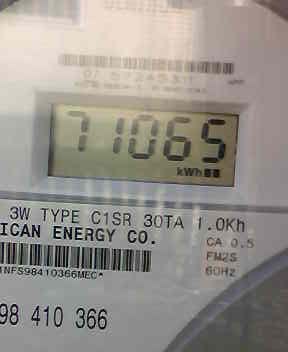 71065
kWh
3W TYPE C1SR 30TA 1.0Kh
ICAN ENERGY CO.
CA 0.5
FM2S
60Hz
1NFS98410366MEC*
98 410 366